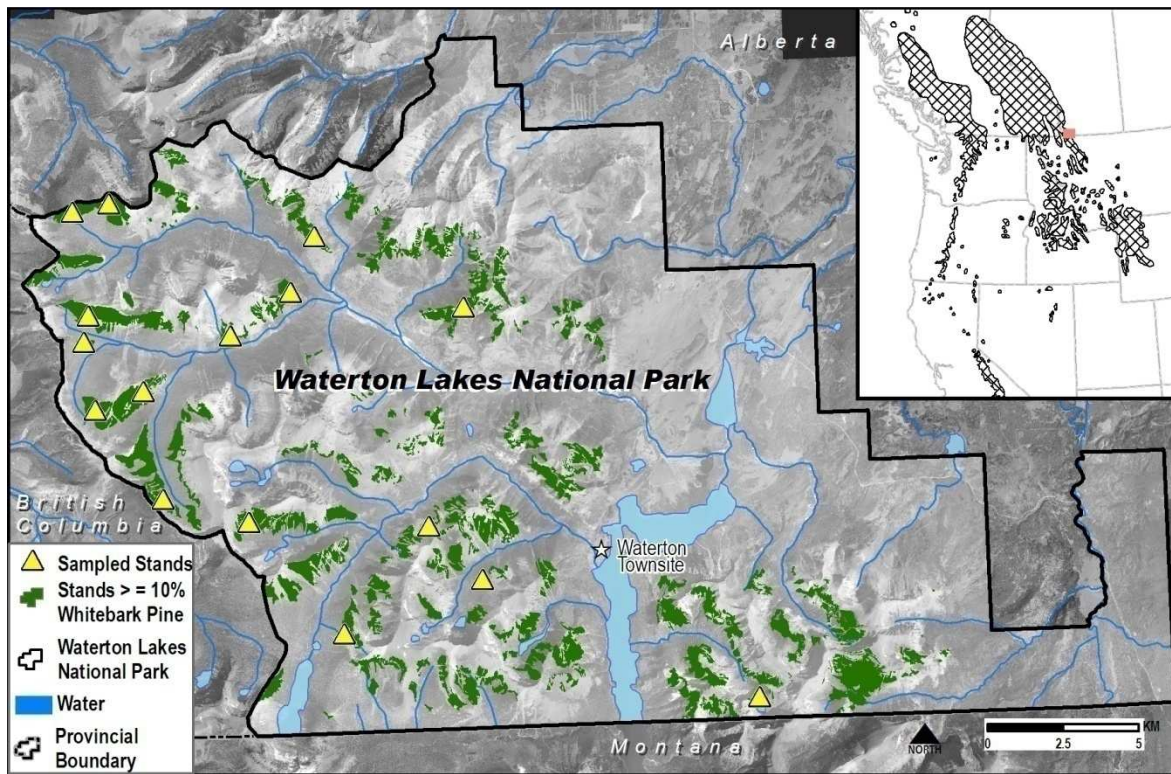 Alberta
Waterton Lakes National Park
British
Columbia
Waterton
Townsite
Sampled Stands
Stands > = 10%
Whitebark Pine
Waterton Lakes
National Park
Water
Provincial
Boundary
Montana
NORTH
KM
0 2.5 5